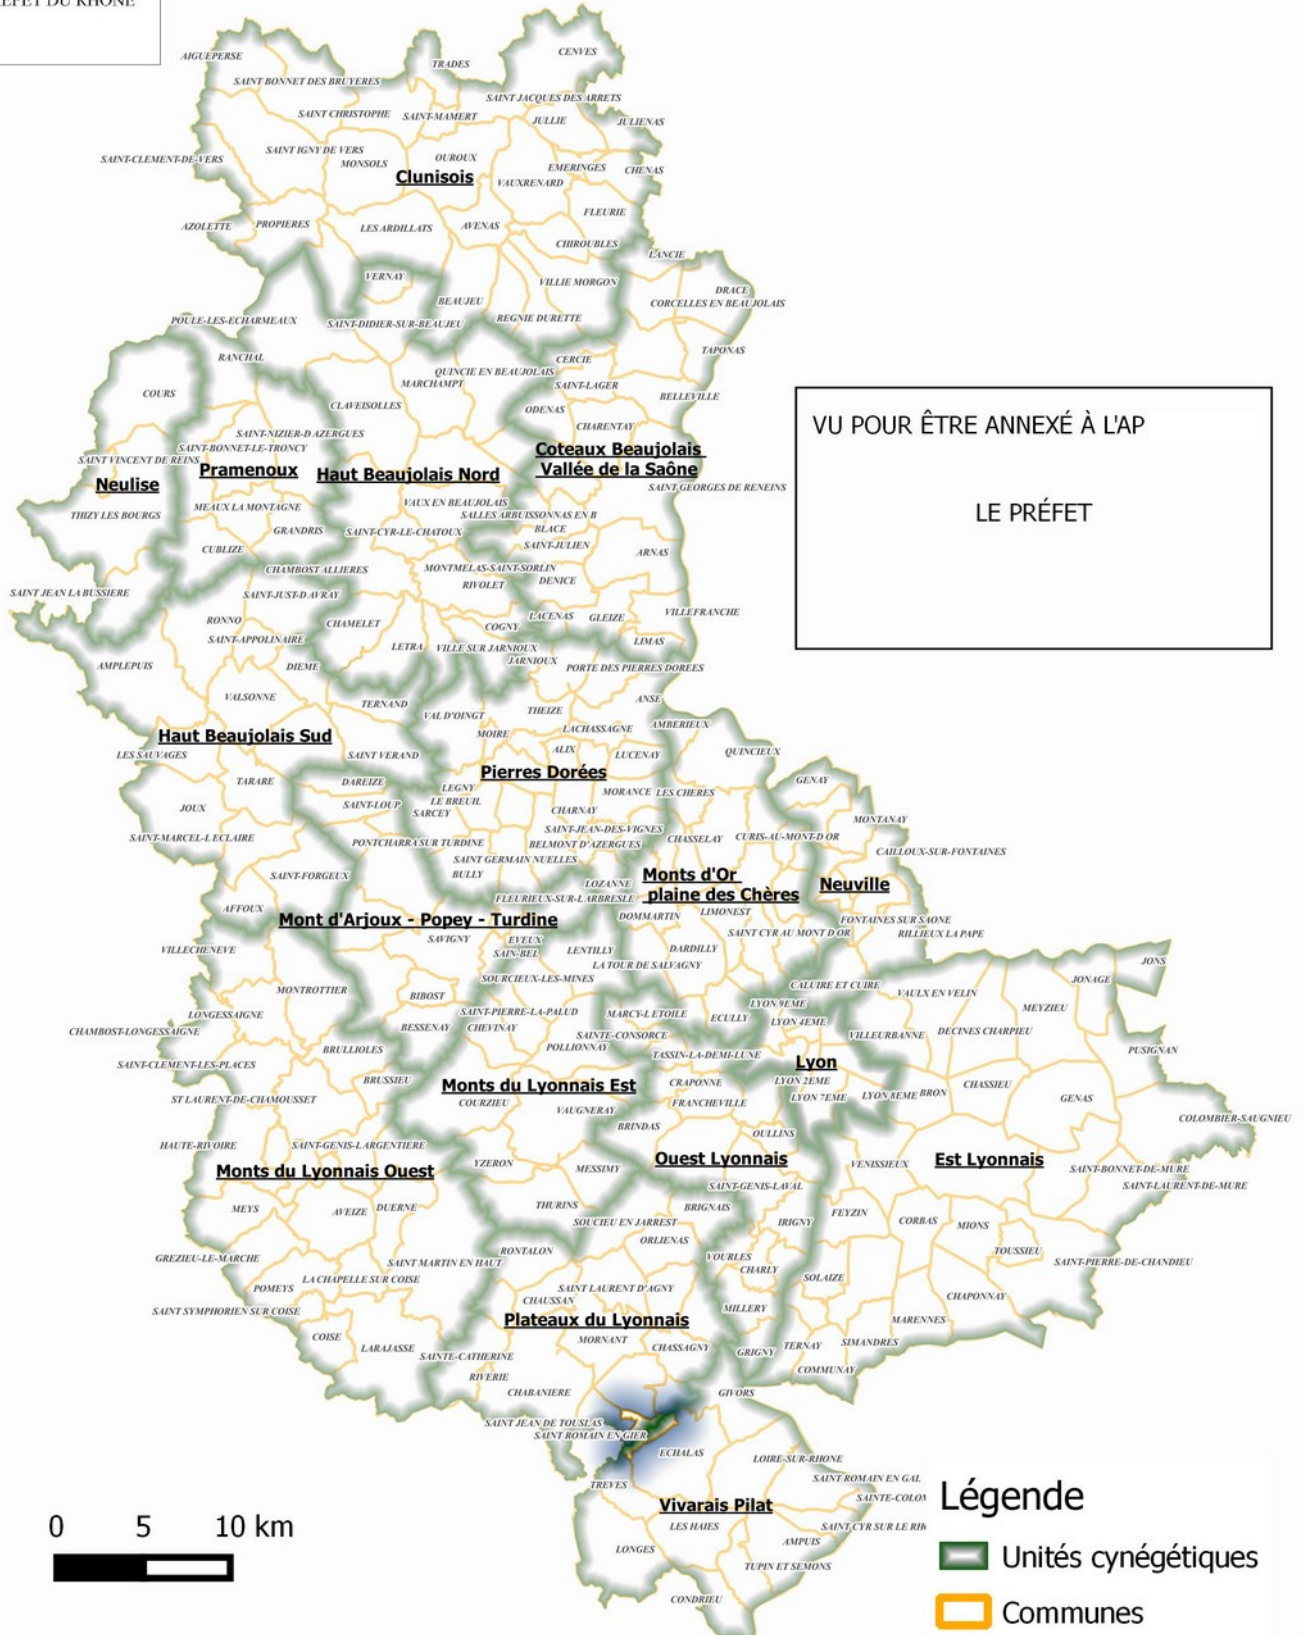 AIGUEPERSE
CENVES
TRADES
SAINT BONNET DES BRUYERES
SAINT JACQUES DES ARRETS
SAINT CHRISTOPHE
SAINT-MAMERT
JULLIE
JULIENAS
SAINT IGNY DE VERS
SAINT-CLEMENT-DE-VERS
MONSOLS
OUROUX
EMERINGES
CHENAS
Clunisois
VAUXRENARD
FLEURIE
AZOLETTE
PROPIERES
LES ARDILLATS
AVENAS
CHIROUBLES
LANCIE
VERNAY
VILLIE MORGON
DRACE
BEAUJEU
CORCELLES EN BEAUJOLAIS
POULE-LES-ECHARMEAUX
SAINT-DIDIER-SUR-BEAUJEU
REGNIE DURETTE
RANCHAL
CERCIE
TAPONAS
QUINCIE EN BEAUJOLAIS
MARCHAMPT
SAINT-LAGER
COURS
BELLEVILLE
CLAVEISOLLES
ODENAS
VU POUR ÊTRE ANNEXÉ À L'AP
CHARENTAY
SAINT-NIZIER-D AZERGUES
SAINT-BONNET-LE-TRONCY
Coteaux Beaujolais
Vallée de la Saône
SAINT VINCENT DE REINS
Pramenoux
Haut Beaujolais Nord
Neulise
SAINT GEORGES DE RENEINS
VAUX EN BEAUJOLAIS
MEAUX LA MONTAGNE
THIZY LES BOURGS
SALLES ARBUISSONNAS EN B
LE PRÉFET
GRANDRIS
SAINT-CYR-LE-CHATOUX
BLACE
SAINT-JULIEN
CUBLIZE
ARNAS
CHAMBOST ALLIERES
MONTMELAS-SAINT-SORLIN
RIVOLET
DENICE
SAINT JEAN LA BUSSIERE
SAINT-JUST-D AVRAY
RONNO
CHAMELET
LACENAS
GLEIZE
VILLEFRANCHE
COGNY
SAINT-APPOLINAIRE
LIMAS
LETRA
VILLE SUR JARNIOUX
JARNIOUX
AMPLEPUIS
DIEME
PORTE DES PIERRES DOREES
VALSONNE
TERNAND
ANSE
VAL D'OINGT
THEIZE
AMBERIEUX
LACHASSAGNE
Haut Beaujolais Sud
MOIRE
LES SAUVAGES
SAINT VERAND
ALIX
LUCENAY
QUINCIEUX
Pierres Dorées
TARARE
DAREIZE
LEGNY
GENAY
MORANCE
LES CHERES
LE BREUIL
JOUX
SAINT-LOUP
SARCEY
CHARNAY
MONTANAY
SAINT-MARCEL-L ECLAIRE
SAINT-JEAN-DES-VIGNES
CHASSELAY
CURIS-AU-MONT-D OR
PONTCHARRA SUR TURDINE
BELMONT D'AZERGUES
CAILLOUX-SUR-FONTAINES
SAINT GERMAIN NUELLES
SAINT-FORGEUX
BULLY
Monts d'Or
plaine des Chères
Neuville
LOZANNE
FLEURIEUX-SUR-L ARBRESLE
AFFOUX
Mont d'Arjoux - Popey - Turdine
DOMMARTIN
LIMONEST
FONTAINES SUR SAONE
SAINT CYR AU MONT D OR
RILLIEUX LA PAPE
SAVIGNY
EVEUX
VILLECHENEVE
SAIN-BEL
LENTILLY
DARDILLY
LA TOUR DE SALVAGNY
JONS
SOURCIEUX-LES-MINES
JONAGE
MONTROTTIER
BIBOST
CALUIRE ET CUIRE
VAULX EN VELIN
LYON 9EME
MEYZIEU
LONGESSAIGNE
SAINT-PIERRE-LA-PALUD
MARCY-L ETOILE
ECULLY
LYON 4EME
CHAMBOST-LONGESSAIGNE
BESSENAY
CHEVINAY
SAINTE-CONSORCE
VILLEURBANNE
DECINES CHARPIEU
BRULLIOLES
POLLIONNAY
TASSIN-LA-DEMI-LUNE
PUSIGNAN
SAINT-CLEMENT-LES-PLACES
Lyon
BRUSSIEU
Monts du Lyonnais Est
CRAPONNE
LYON 2EME
CHASSIEU
ST LAURENT-DE-CHAMOUSSET
COURZIEU
VAUGNERAY
FRANCHEVILLE
LYON 7EME
LYON 8EME
BRON
GENAS
COLOMBIER-SAUGNIEU
BRINDAS
OULLINS
HAUTE-RIVOIRE
SAINT-GENIS-L ARGENTIERE
Ouest Lyonnais
Est Lyonnais
Monts du Lyonnais Ouest
YZERON
MESSIMY
VENISSIEUX
SAINT-BONNET-DE-MURE
SAINT-GENIS-LAVAL
SAINT-LAURENT-DE-MURE
MEYS
AVEIZE
DUERNE
THURINS
BRIGNAIS
FEYZIN
CORBAS
MIONS
SOUCIEU EN JARREST
IRIGNY
ORLIENAS
RONTALON
TOUSSIEU
GREZIEU-LE-MARCHE
SAINT MARTIN EN HAUT
VOURLES
CHARLY
SAINT-PIERRE-DE-CHANDIEU
LA CHAPELLE SUR COISE
SOLAIZE
POMEYS
SAINT LAURENT D'AGNY
CHAUSSAN
CHAPONNAY
SAINT SYMPHORIEN SUR COISE
MILLERY
Plateaux du Lyonnais
MARENNES
COISE
MORNANT
LARAJASSE
CHASSAGNY
GRIGNY
TERNAY
SIMANDRES
SAINTE-CATHERINE
COMMUNAY
RIVERIE
CHABANIERE
GIVORS
SAINT JEAN DE TOUSLAS
SAINT ROMAIN EN GIER
ECHALAS
LOIRE-SUR-RHONE
TREVES
SAINT ROMAIN EN GAL
Vivarais Pilat
Légende
LES HAIES
AMPUIS
0 5 10 km
LONGES
TUPIN ET SEMONS
Unités cynégétiques
CONDRIEU
Communes